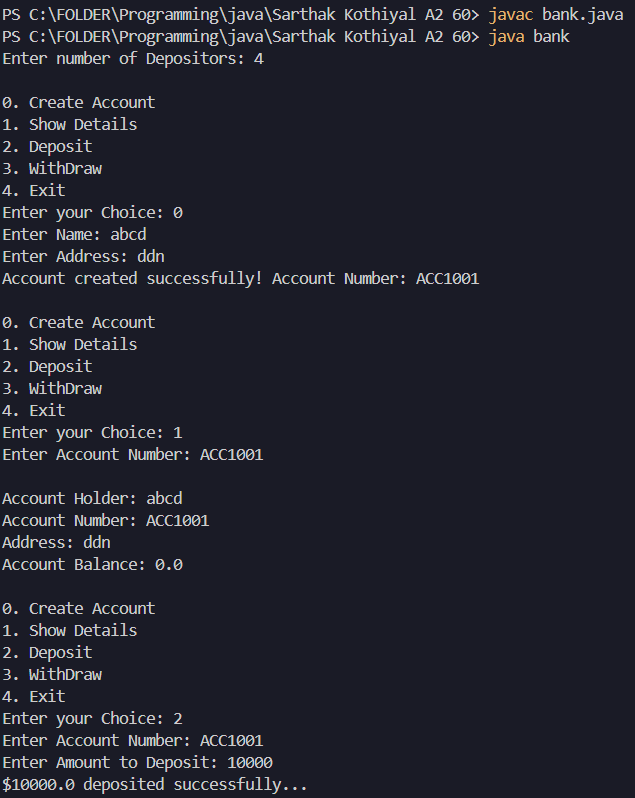 PS C:\FOLDER\Programming\java\Sarthak Kothiyal A2 60> javac bank.java
PS C:\FOLDER\Programming\java\Sarthak Kothiyal A2 60> java bank
Enter number of Depositors: 4
0. Create Account
1. Show Details
2. Deposit
3. WithDraw
4. Exit
Enter your Choice: 0
Enter Name: abcd
Enter Address: ddn
Account created successfully! Account Number: ACC1001
0. Create Account
1. Show Details
2. Deposit
3. WithDraw
4. Exit
Enter your Choice: 1
Enter Account Number: ACC1001
Account Holder: abcd
Account Number: ACC1001
Address: ddn
Account Balance: 0.0
0. Create Account
1. Show Details
2. Deposit
3. WithDraw
4. Exit
Enter your Choice: 2
Enter Account Number: ACC1001
Enter Amount to Deposit: 10000
$10000.0 deposited successfully...